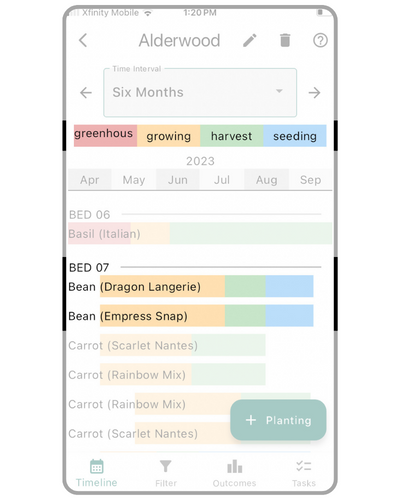 Xfinity Mobile 1:20 PM
Alderwood
Time Interval
Six Months
greenhous growing harvest seeding
2023
Apr May Jun Jul Aug Sep
BED 06
Basil (Italian)
BED 07
Bean (Dragon Langerie)
Bean (Empress Snap)
Carrot (Scarlet Nantes)
Carrot (Rainbow Mix)
Carrot (Rainbow Mix)
Carrot (Scarlet Nantes)
+ Planting
Timeline Filter Outcomes Tasks